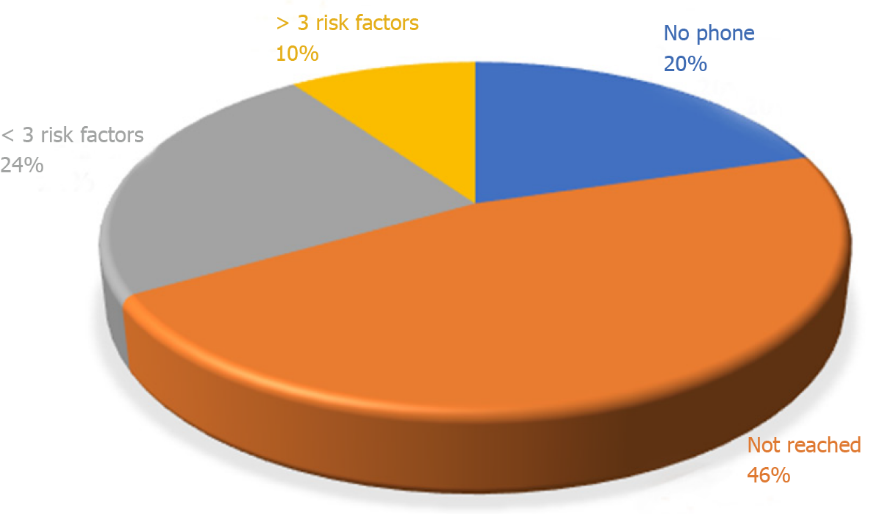 > 3 risk factors
10%
No phone
20%
< 3 risk factors
24%
Not reached
46%